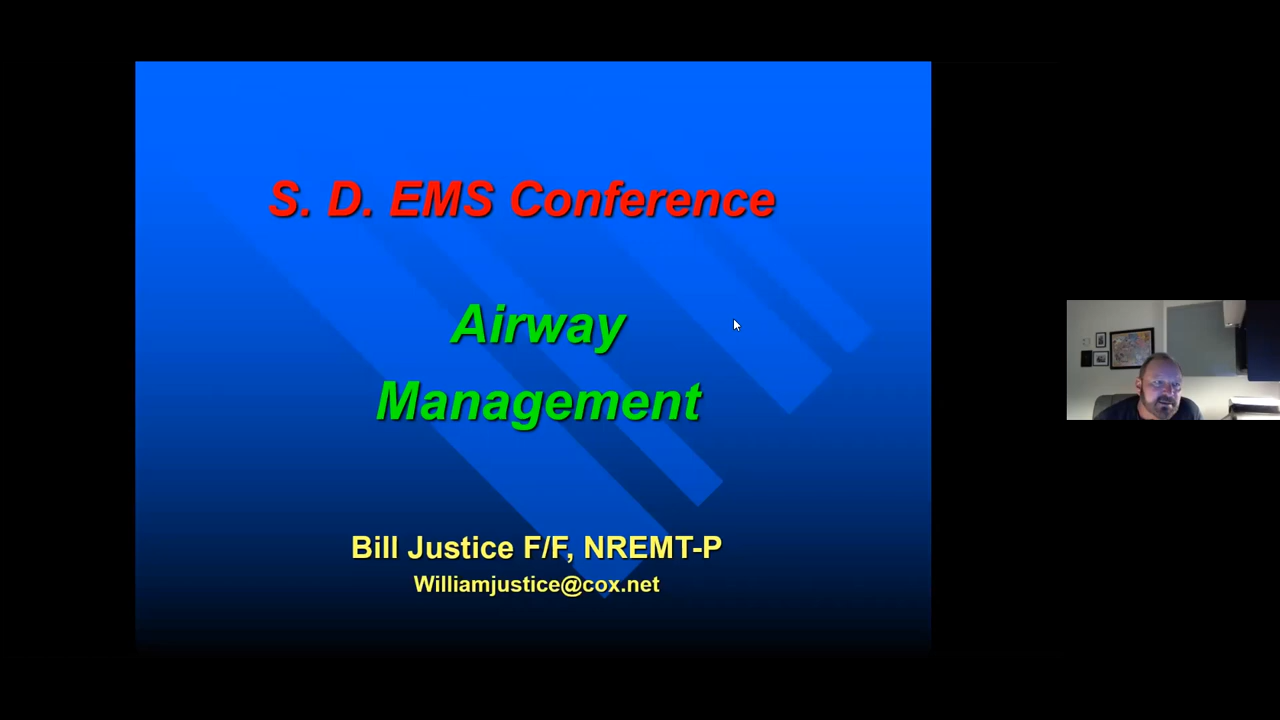 S. D. EMS Conference
Airway
Management
Bill Justice F/F, NREMT-P
Williamjustice@cox.net